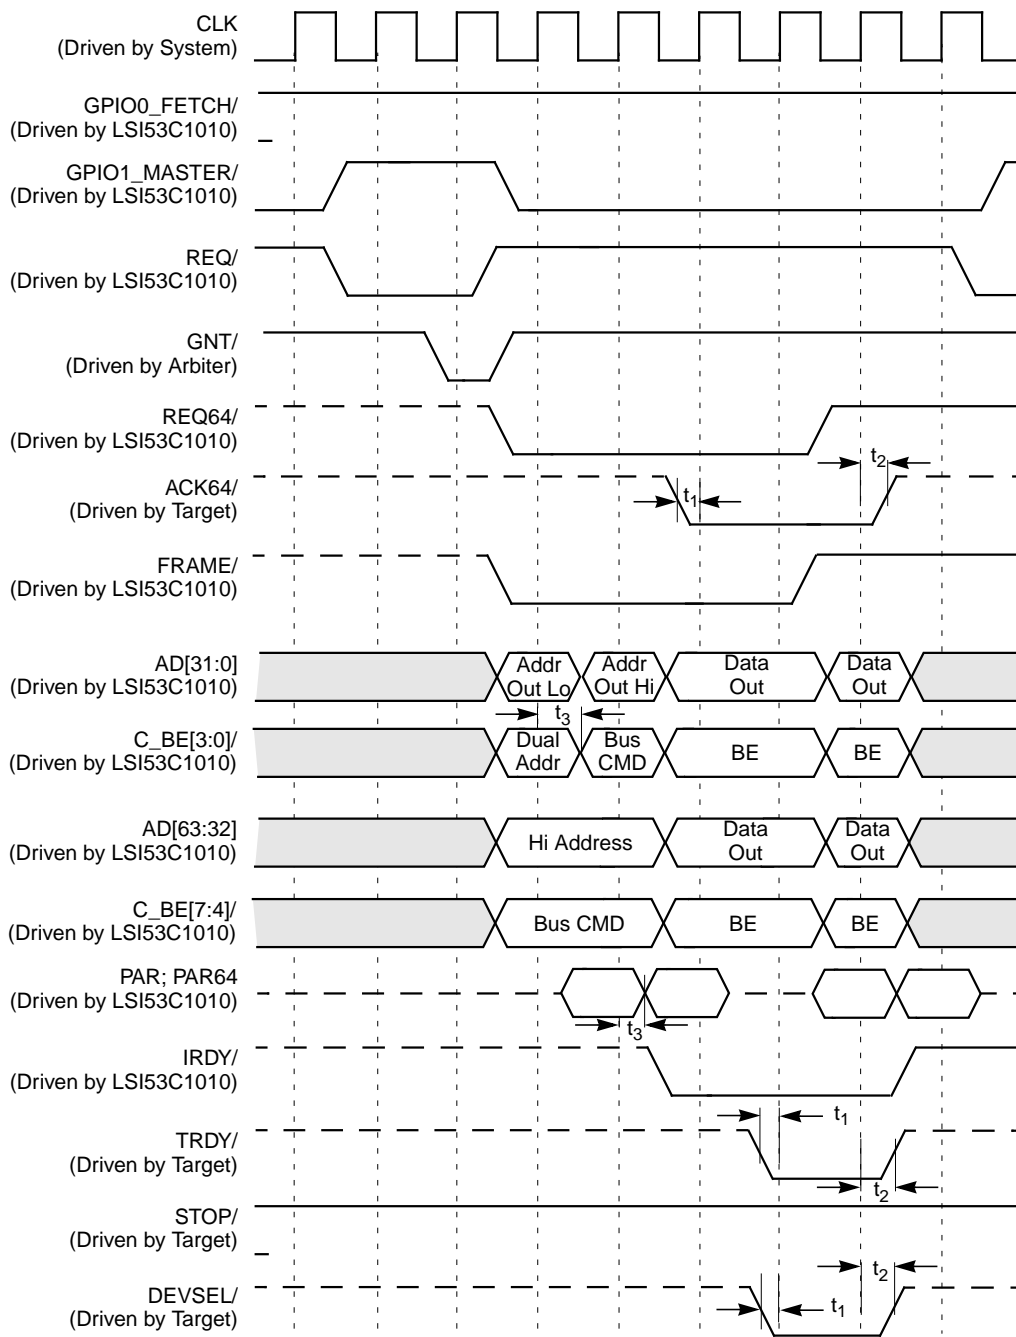 CLK
(Driven by System)
GPIO0_FETCH/
(Driven by LSI53C1010)
GPIO1_MASTER/
(Driven by LSI53C1010)
REQ/
(Driven by LSI53C1010)
GNT/
(Driven by Arbiter)
REQ64/
(Driven by LSI53C1010)
t2
ACK64/
(Driven by Target)
t1
FRAME/
(Driven by LSI53C1010)
AD[31:0]
(Driven by LSI53C1010)
Addr
Out Lo
Addr
Out Hi
Data
Out
Data
Out
t3
C_BE[3:0]/
(Driven by LSI53C1010)
Dual
Addr
Bus
CMD
BE
BE
AD[63:32]
(Driven by LSI53C1010)
Hi Address
Data
Out
Data
Out
C_BE[7:4]/
(Driven by LSI53C1010)
Bus CMD
BE
BE
PAR; PAR64
(Driven by LSI53C1010)
t3
IRDY/
(Driven by LSI53C1010)
t1
TRDY/
(Driven by Target)
t2
STOP/
(Driven by Target)
t2
DEVSEL/
(Driven by Target)
t1